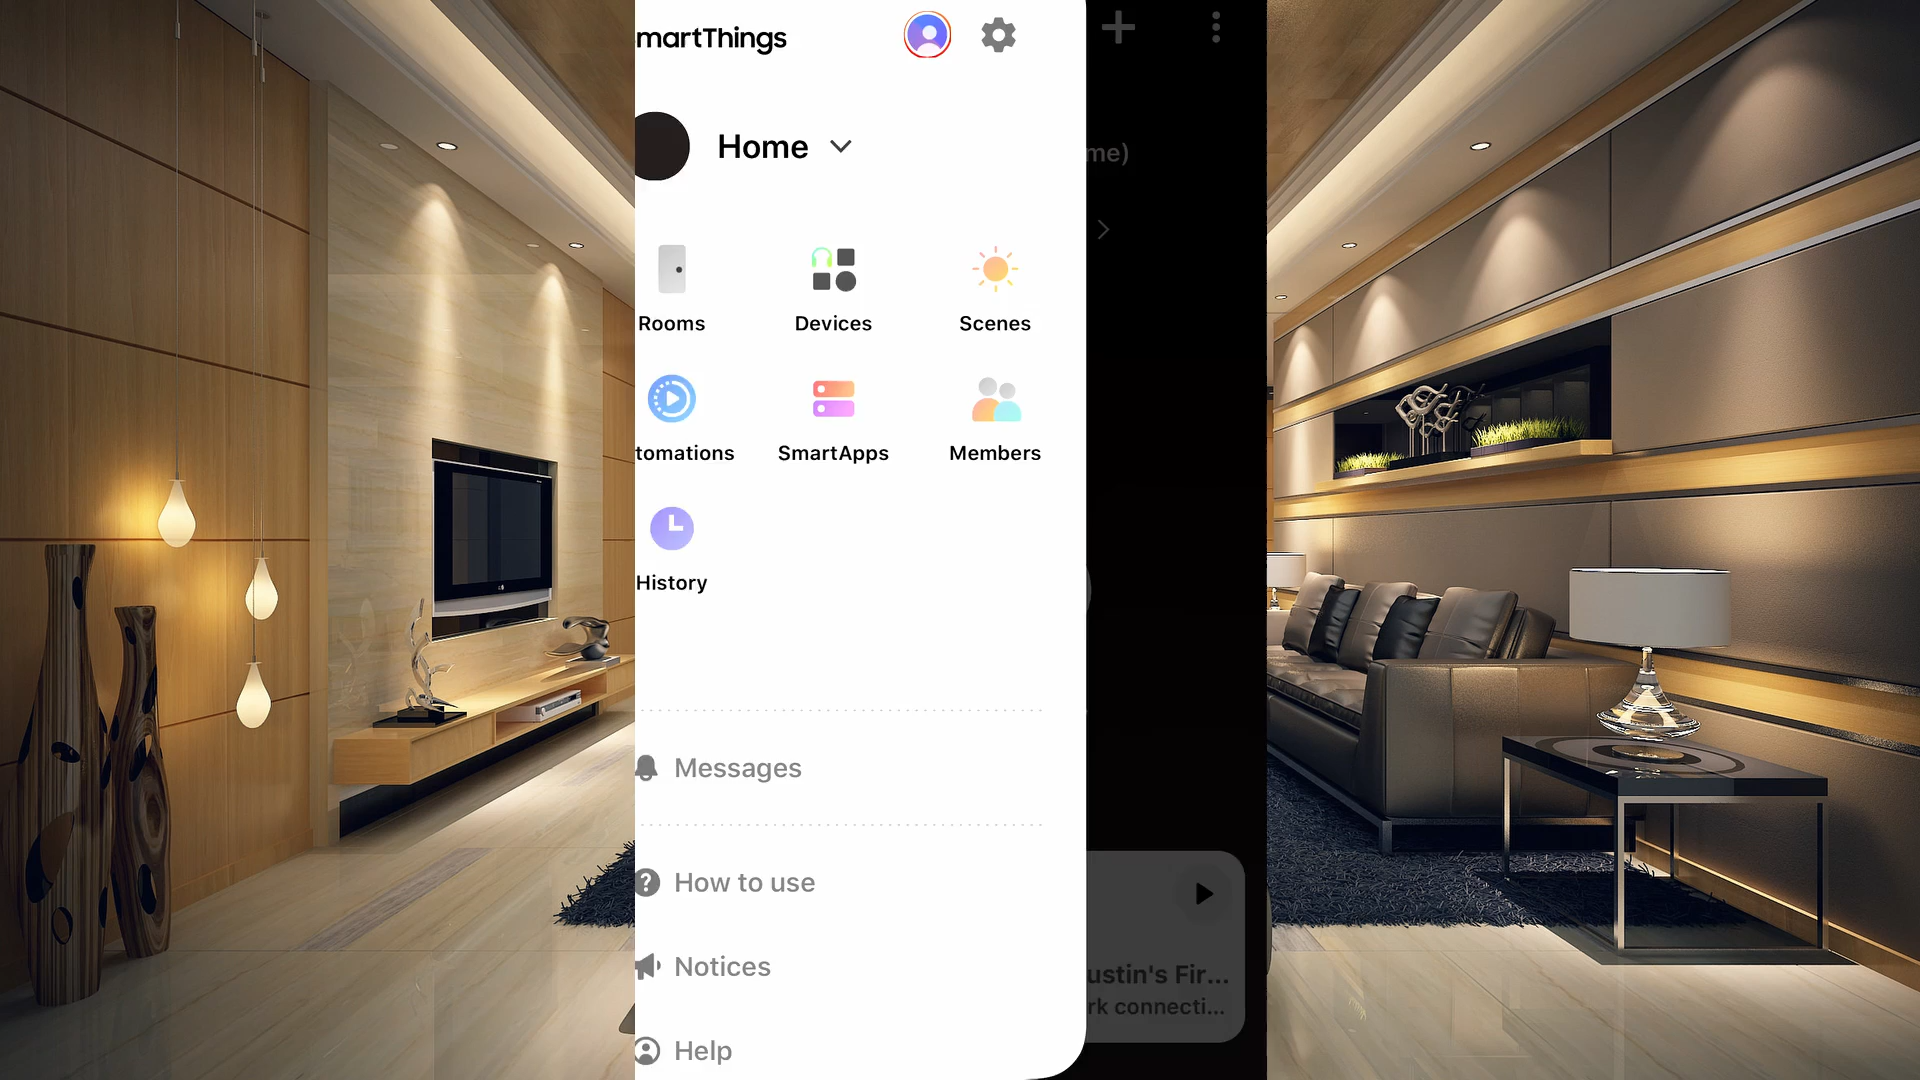 martThings
Home
me)
Rooms
Devices
Scenes
tomations
SmartApps
Members
History
Messages
How to use
Notices
ustin's Fir...
rk connecti...
Help